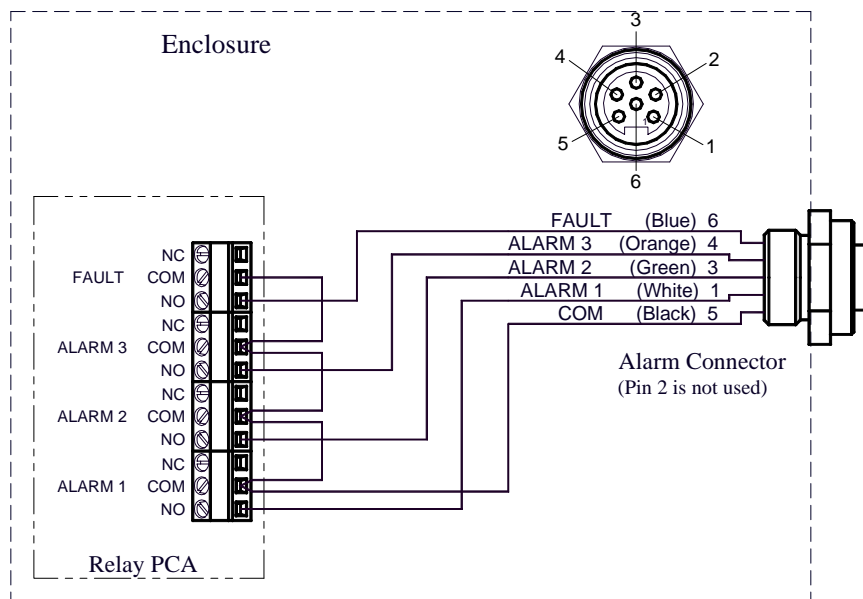 Enclosure
3
4
2
5
1
1
6
FAULT (Blue) 6
ALARM 3 (Orange) 4
ALARM 2 (Green) 3
ALARM 1 (White) 1
COM (Black) 5
Alarm Connector
(Pin 2 is not used)
NC
FAULT COM
NO
NC
ALARM 3 COM
NO
NC
ALARM 2 COM
NO
NC
ALARM 1 COM
NO
Relay PCA